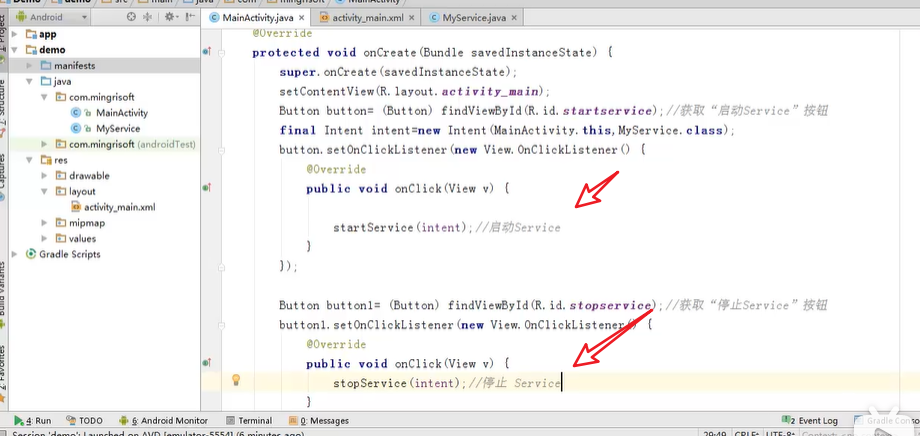 Demo
demo
src
main
java
com
mingrisoft
MainActivity
Android
MainActivity.java
activity_main.xml
MyService.java
app
demo
manifests
java
com.mingrisoft
MainActivity
MyService
com.mingrisoft (androidTest)
res
drawable
layout
activity_main.xml
mipmap
values
Gradle Scripts
Project
Structure
Captures
Build Variants
Favorites
@Override
protected void onCreate(Bundle savedInstanceState) {
super.onCreate(savedInstanceState);
setContentView(R.layout.activity_main);
Button button= (Button) findViewById(R.id.startservice);//获取“启动Service”按钮
final Intent intent=new Intent(MainActivity.this,MyService.class);
button.setOnClickListener(new View.OnClickListener() {
@Override
public void onClick(View v) {
startService(intent);//启动Service
}
});
Button button1= (Button) findViewById(R.id.stopservice);//获取“停止Service”按钮
button1.setOnClickListener(new View.OnClickListener() {
@Override
public void onClick(View v) {
stopService(intent);//停止 Service
}
4: Run
TODO
6: Android Monitor
Terminal
0: Messages
2 Event Log
Gradle Conso
Session 'demo': Launched on AVD [emulator-5554] (6 minutes ago)
29:49
CRLF
UTF-8
Context: